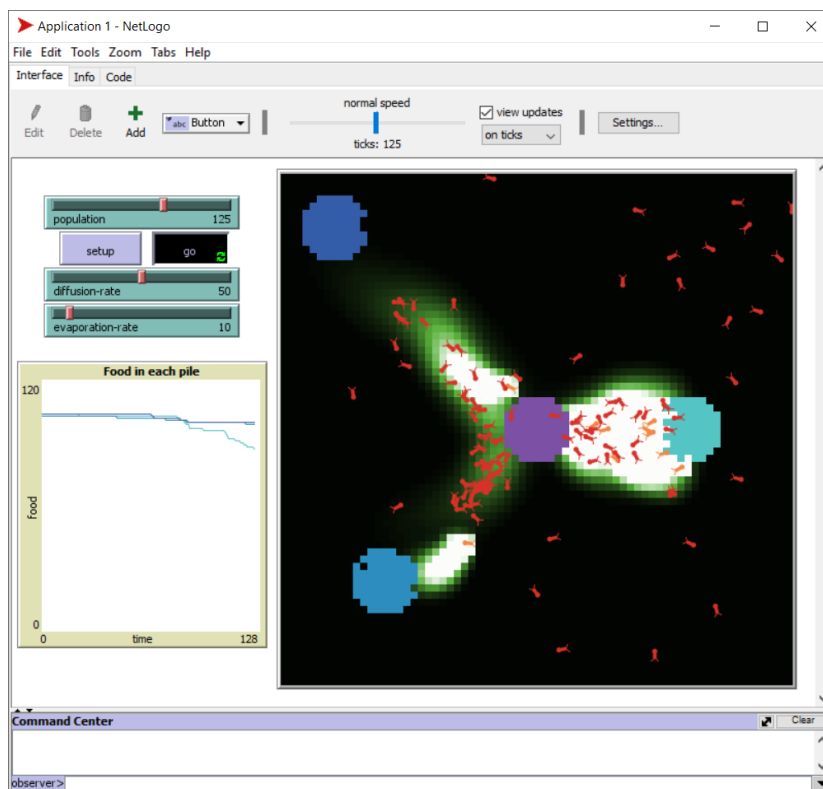 Application 1 - NetLogo
File Edit Tools Zoom Tabs Help
Interface Info Code
Edit Delete Add abc Button
normal speed
ticks: 125
view updates
on ticks
Settings...
population 125
setup go
diffusion-rate 50
evaporation-rate 10
Food in each pile
120
food
0
0 time 128
Command Center Clear
observer>